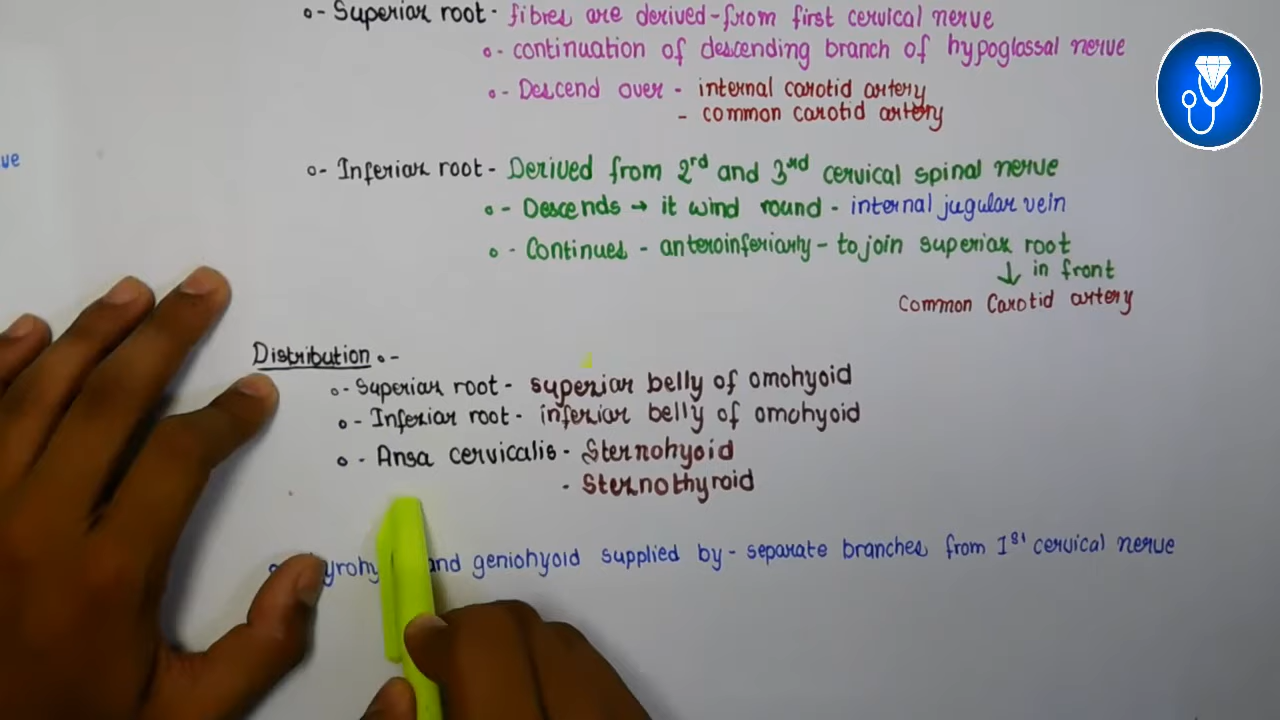 o- Superior root - fibres are derived - from first cervical nerve
o- continuation of descending branch of hypoglossal nerve
o- Descend over - internal carotid artery
- common carotid artery
ue
o- Inferior root - Derived from 2rd and 3rd cervical spinal nerve
o- Descends → it wind round - internal jugular vein
o- Continues - anteroinferiorly - to join superior root
↓ in front
Common Carotid artery
Distribution o-
o- Superior root - superior belly of omohyoid
o- Inferior root - inferior belly of omohyoid
o- Ansa cervicalis - Sternohyoid
- Sternothyroid
and geniohyoid supplied by - separate branches from 1st cervical nerve